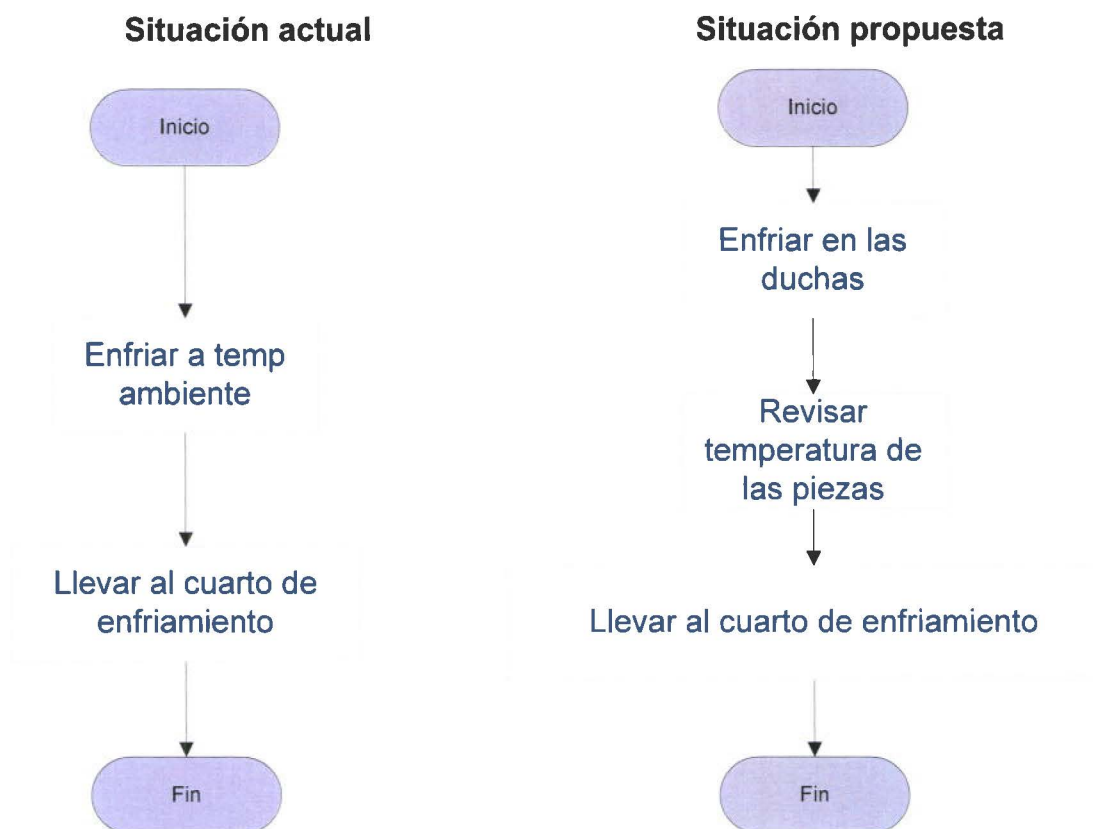 Situación actual
Inicio
Enfriar a temp
ambiente
Llevar al cuarto de
enfriamiento
Fin
Situación propuesta
Inicio
Enfriar en las
duchas
Revisar
temperatura de
las piezas
Llevar al cuarto de enfriamiento
Fin